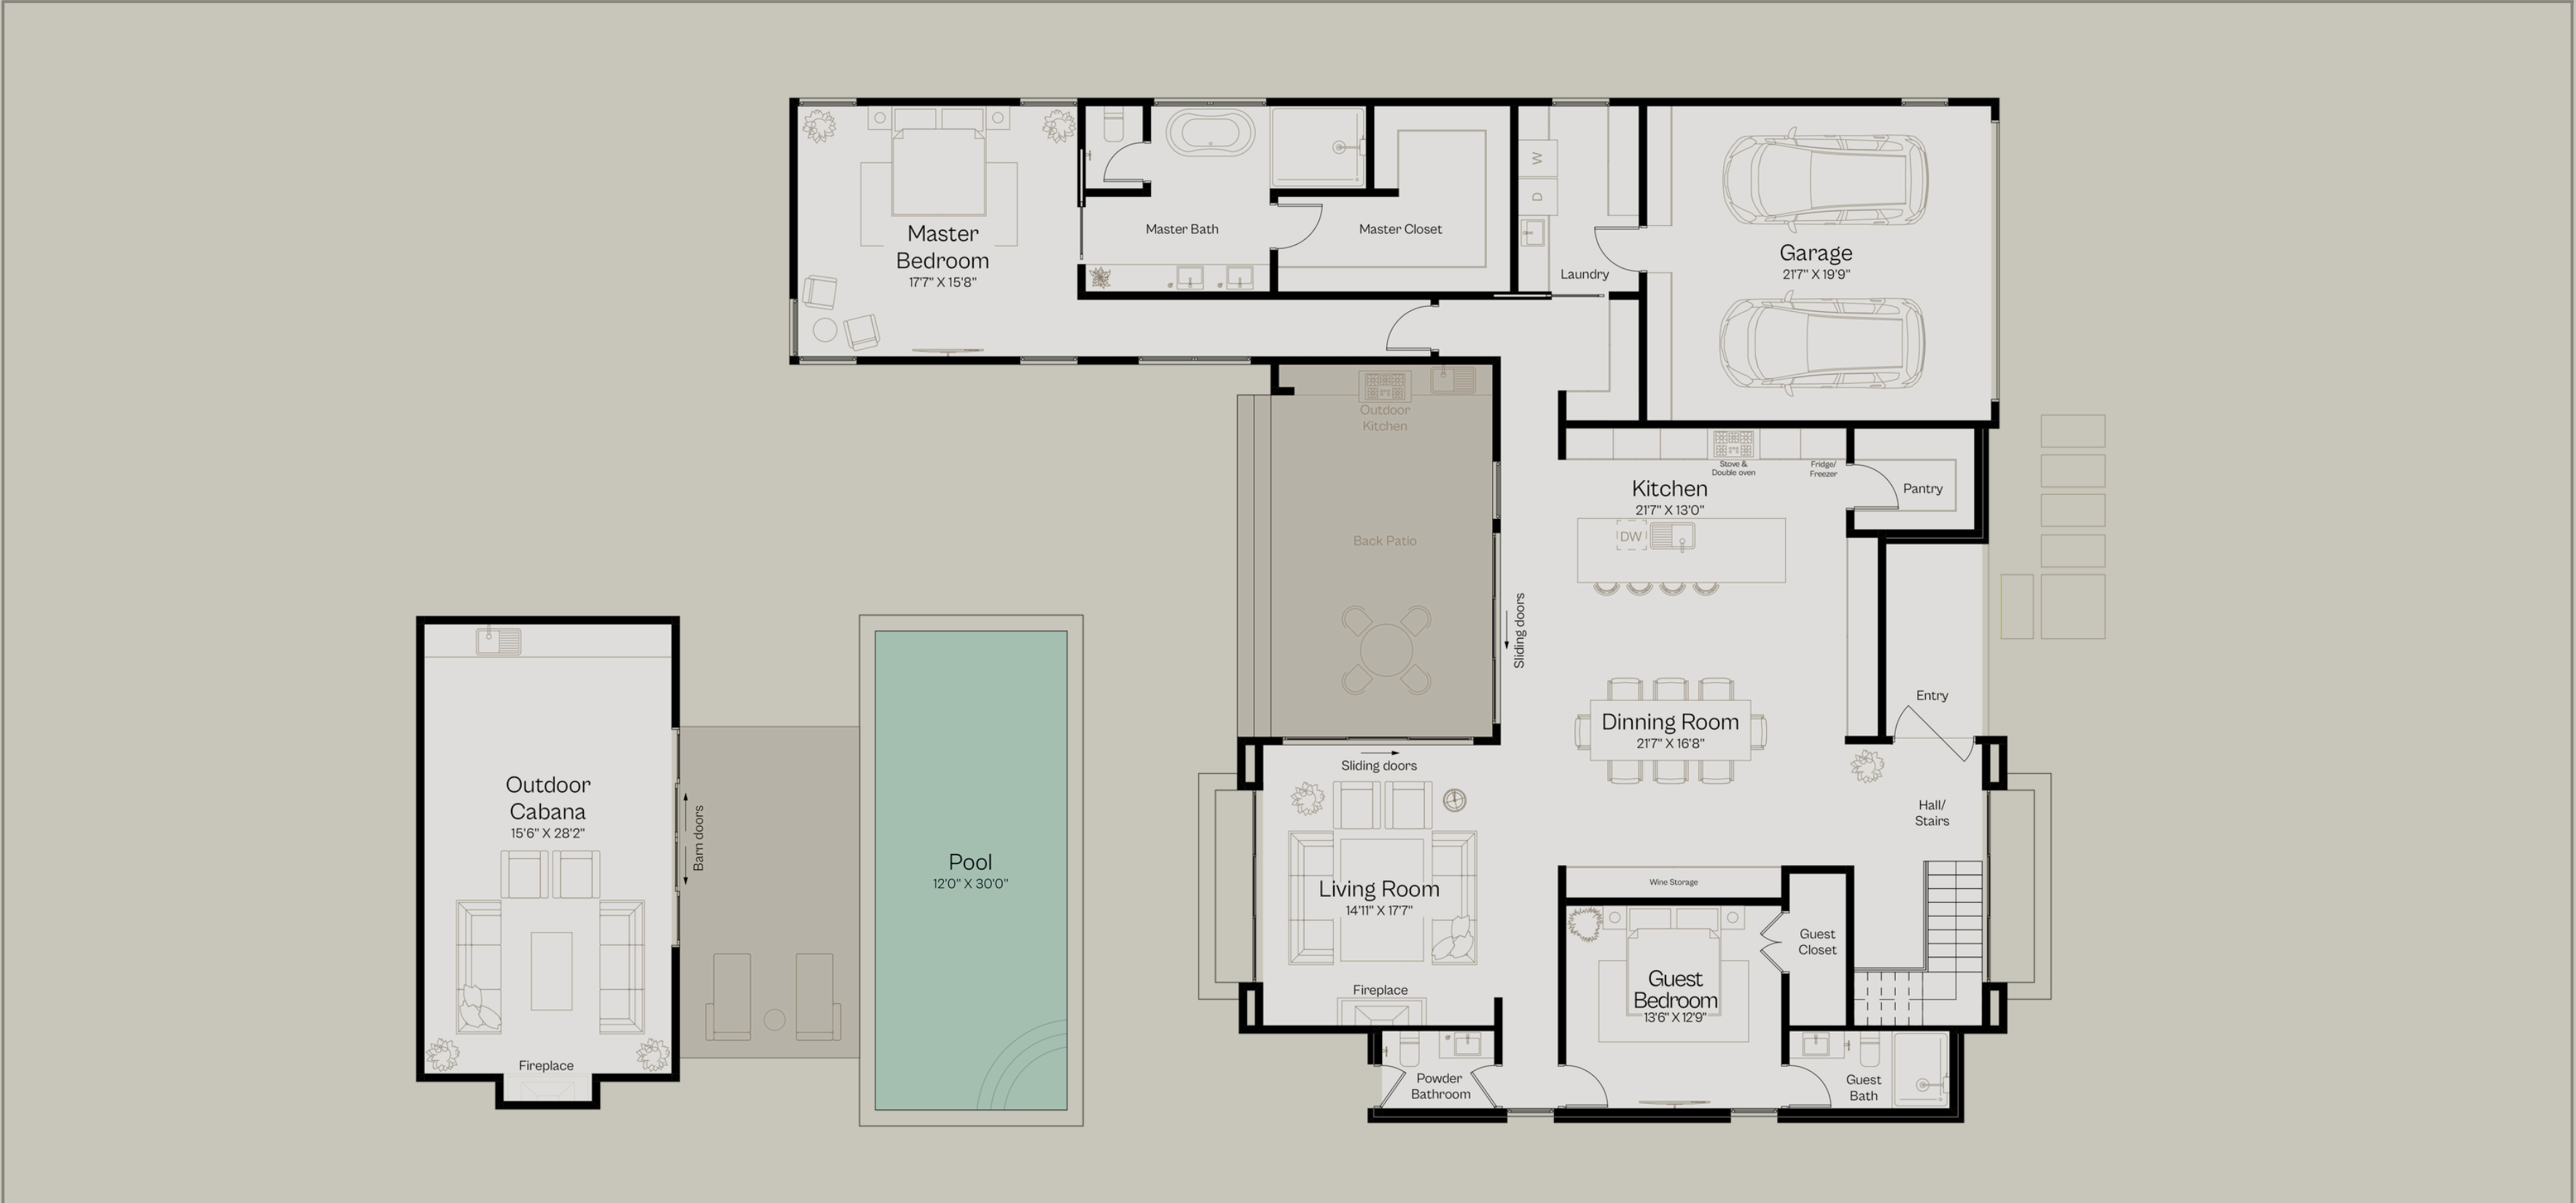 Master
Bedroom
17'7" X 15'8"
Master Bath
Master Closet
W
D
Laundry
Garage
21'7" X 19'9"
Outdoor
Kitchen
Back Patio
Stove &
Double oven
Fridge/
Freezer
Kitchen
21'7" X 13'0"
Pantry
DW
Sliding doors
Entry
Dinning Room
21'7" X 16'8"
Sliding doors
Hall/
Stairs
Outdoor
Cabana
15'6" X 28'2"
Barn doors
Pool
12'0" X 30'0"
Living Room
14'11" X 17'7"
Wine Storage
Guest
Closet
Fireplace
Guest
Bedroom
13'6" X 12'9"
Fireplace
Powder
Bathroom
Guest
Bath